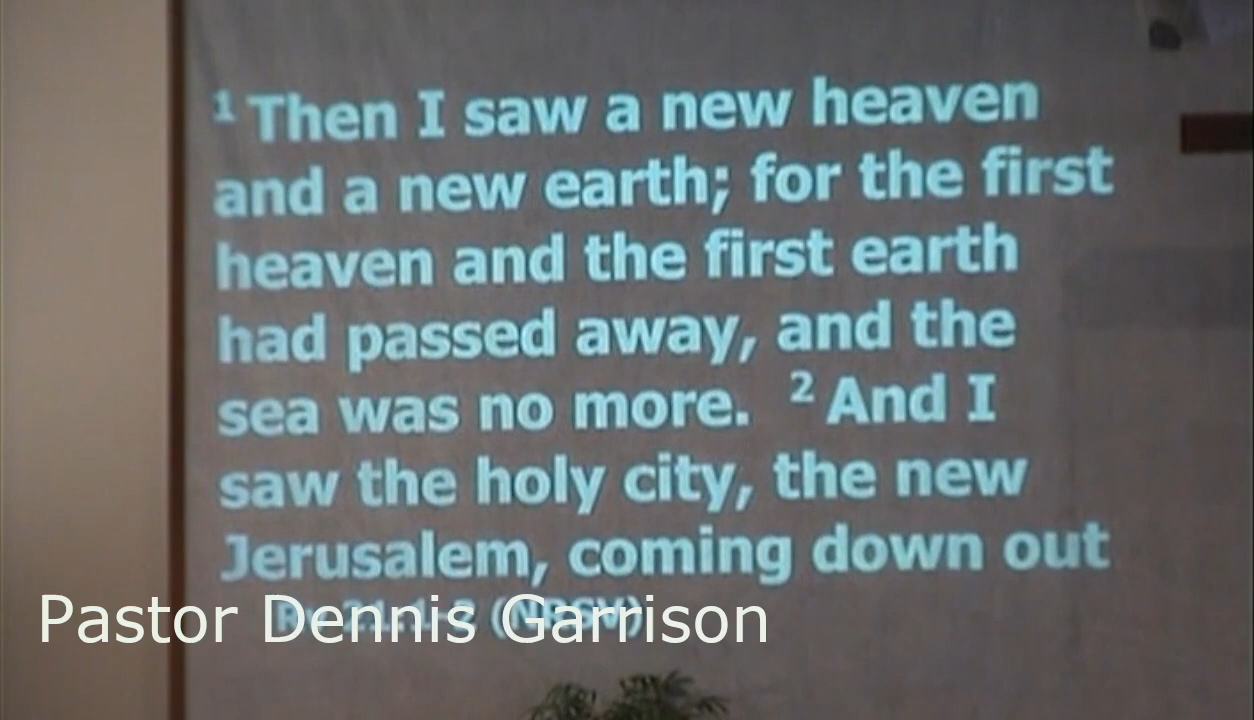 ¹ Then I saw a new heaven
and a new earth; for the first
heaven and the first earth
had passed away, and the
sea was no more. ² And I
saw the holy city, the new
Jerusalem, coming down out
(NRSV)
Pastor Dennis Garrison